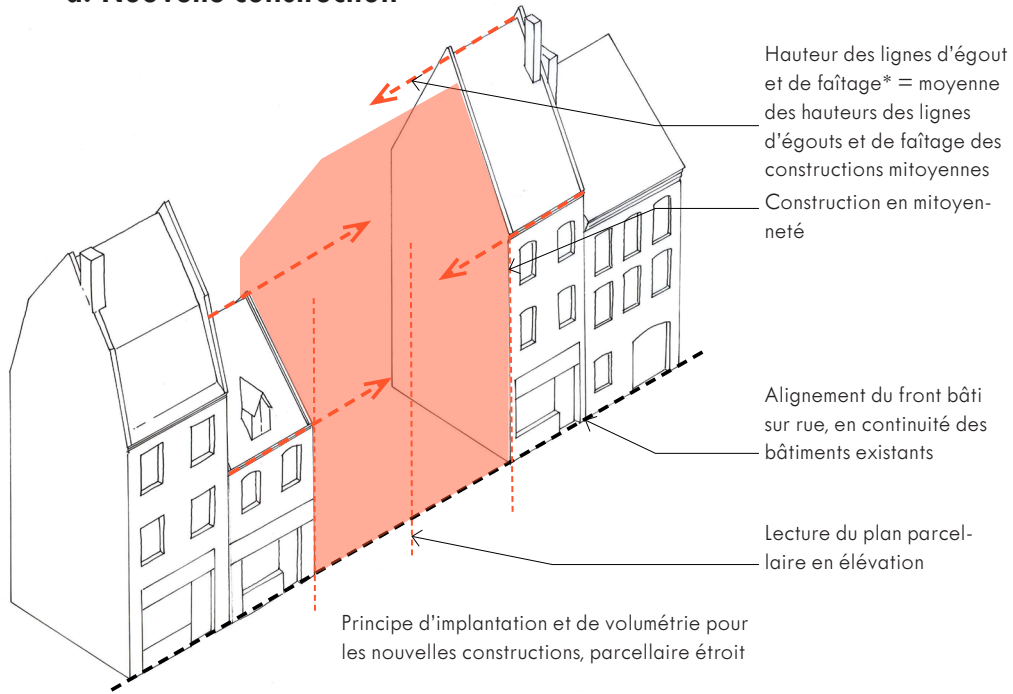 a. Nouvelle construction
Hauteur des lignes d'égout
et de faîtage* = moyenne
des hauteurs des lignes
d'égouts et de faîtage des
constructions mitoyennes
Construction en mitoyen-
neté
Alignement du front bâti
sur rue, en continuité des
bâtiments existants
Lecture du plan parcel-
laire en élévation
Principe d'implantation et de volumétrie pour
les nouvelles constructions, parcellaire étroit